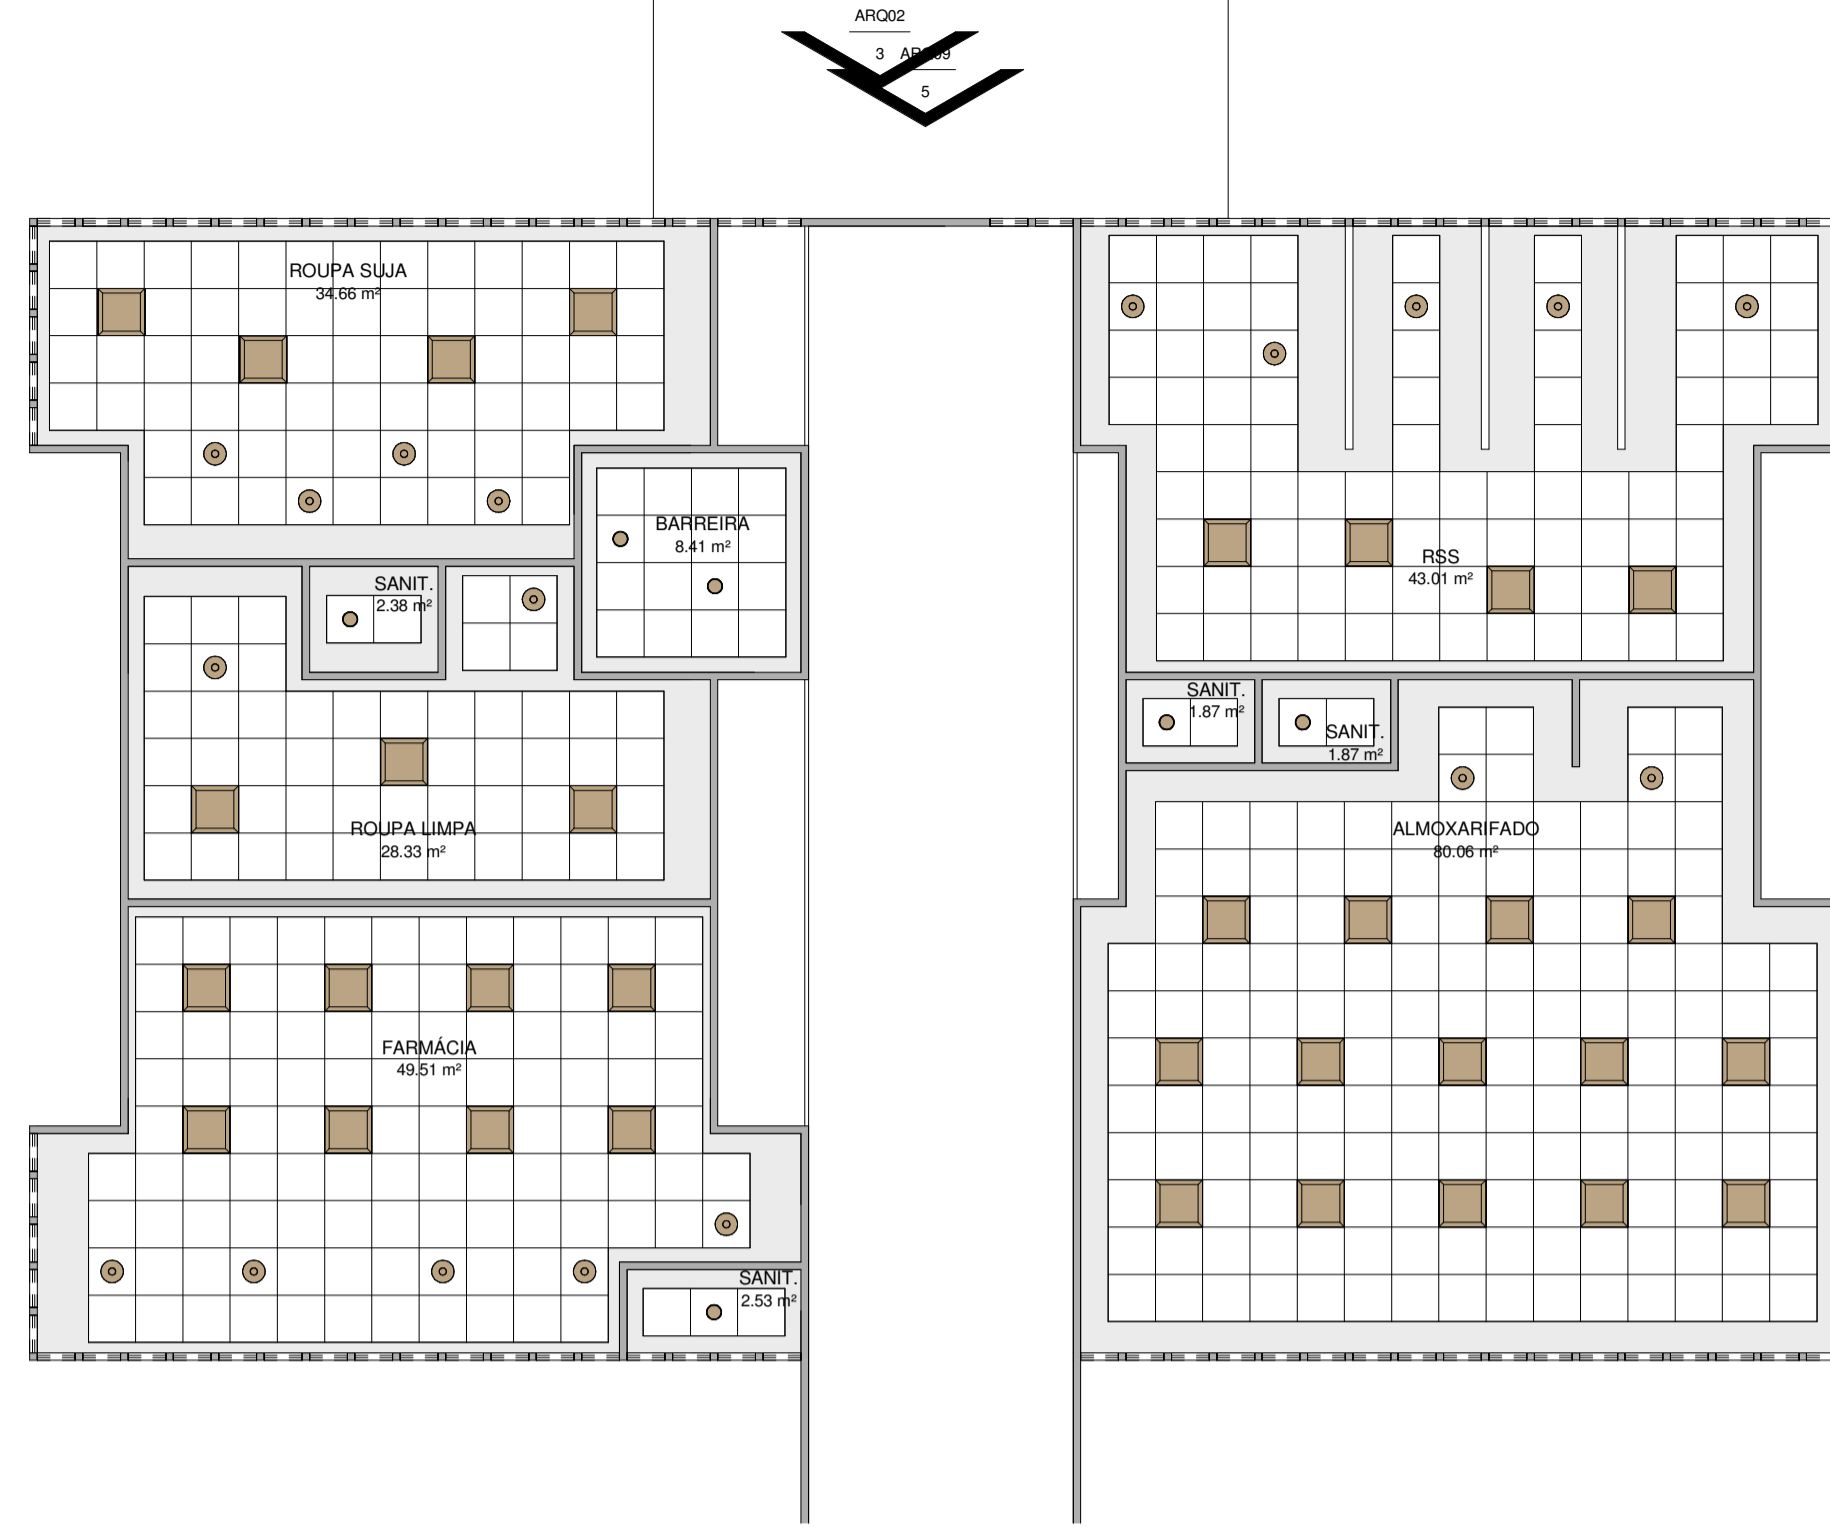 ARQ02
3
ARQ09
5
ROUPA SUJA
34.66 m²
BARREIRA
8.41 m²
RSS
43.01 m²
SANIT.
2.38 m²
SANIT.
1.87 m²
SANIT.
1.87 m²
ROUPA LIMPA
28.33 m²
ALMOXARIFADO
80.06 m²
FARMÁCIA
49.51 m²
SANIT.
2.53 m²